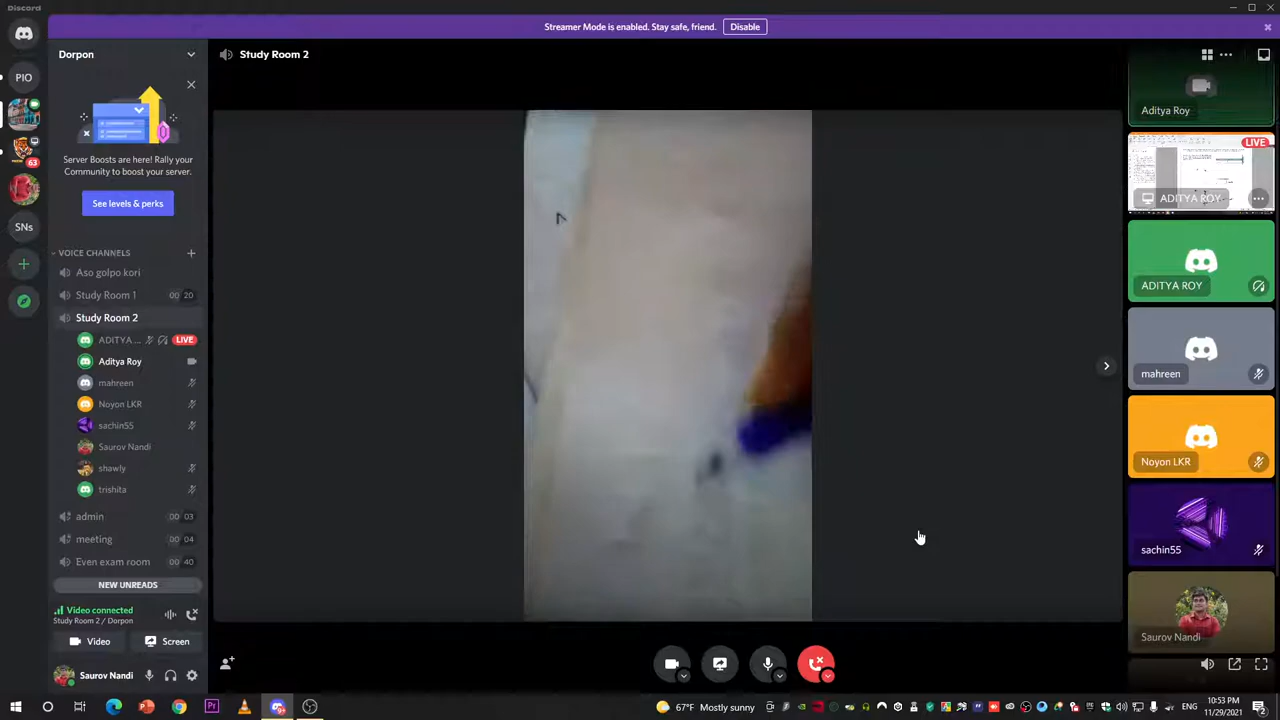 Discord
Streamer Mode is enabled. Stay safe, friend. Disable
Dorpon
Study Room 2
PIO
63
SNs
Server Boosts are here! Rally your
Community to boost your server.
See levels & perks
VOICE CHANNELS
Aso golpo kori
Study Room 1 00 20
Study Room 2
ADITYA ... LIVE
Aditya Roy
mahreen
Noyon LKR
sachin55
Saurov Nandi
shawly
trishita
admin 00 03
meeting 00 04
Even exam room 00 40
NEW UNREADS
Video connected
Study Room 2 / Dorpon
Video Screen
Saurov Nandi
Aditya Roy
LIVE
ADITYA ROY
ADITYA ROY
mahreen
Noyon LKR
sachin55
Saurov Nandi
67°F Mostly sunny
ENG
10:53 PM
11/29/2021
2